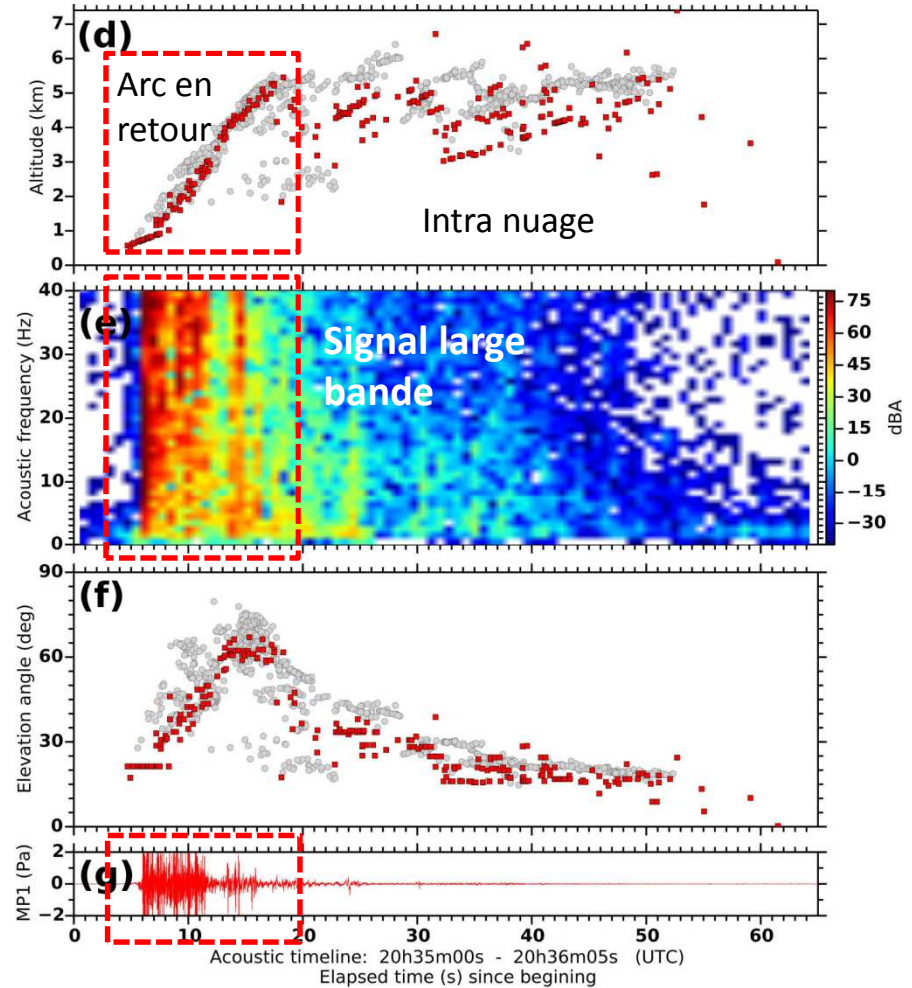 (d)
Arc en
retour
Intra nuage
Altitude (km)
7
6
5
4
3
2
1
0
(e)
Signal large
bande
Acoustic frequency (Hz)
40
30
20
10
0
75
60
45
30
15
0
−15
−30
dBA
(f)
Elevation angle (deg)
90
60
30
0
(g)
MP1 (Pa)
2
0
−2
0 10 20 30 40 50 60
Acoustic timeline: 20h35m00s - 20h36m05s (UTC)
Elapsed time (s) since begining